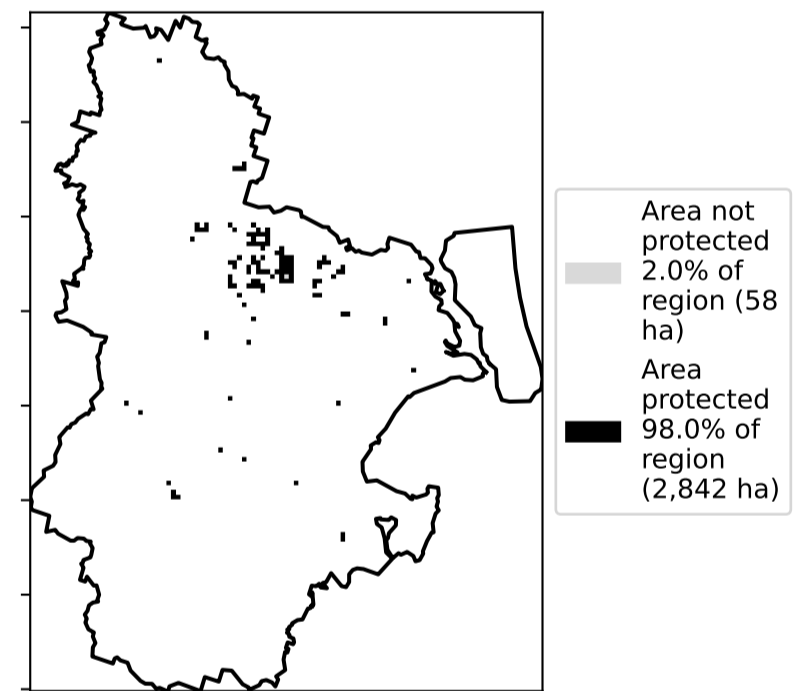 Area not
protected
2.0% of
region (58
ha)
Area
protected
98.0% of
region
(2,842 ha)